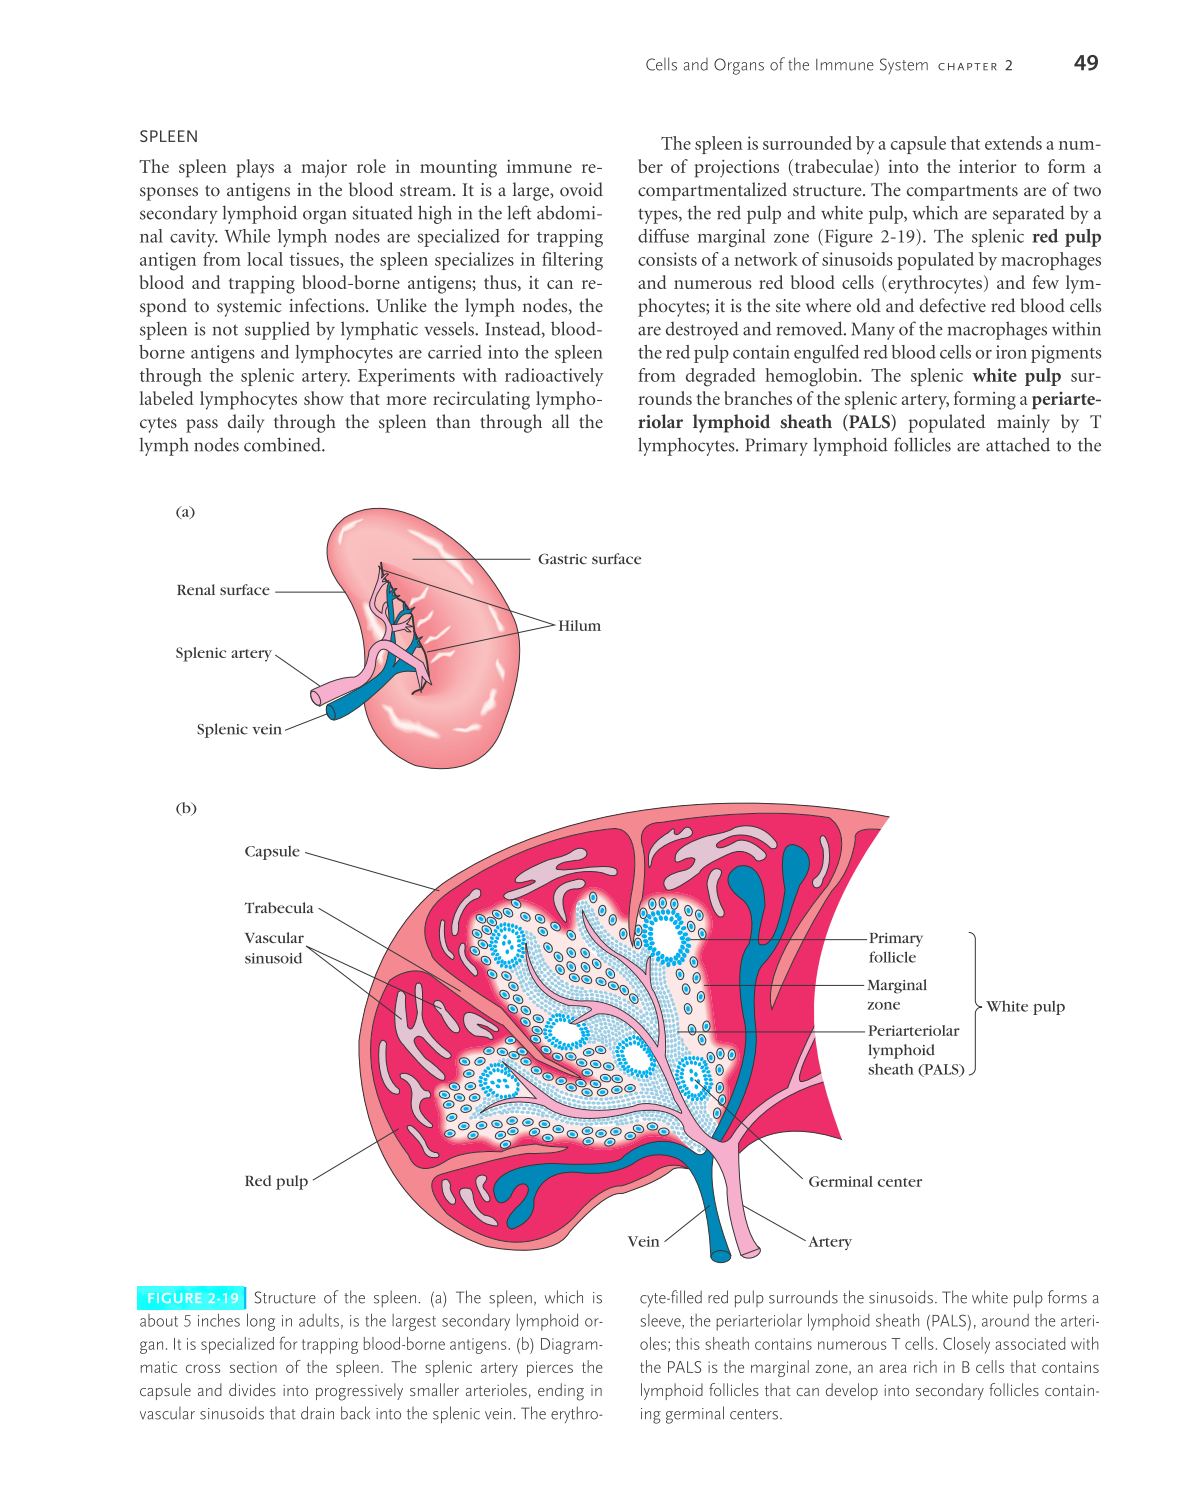 Cells and Organs of the Immune System CHAPTER 2 49
SPLEEN
The spleen plays a major role in mounting immune re-
sponses to antigens in the blood stream. It is a large, ovoid
secondary lymphoid organ situated high in the left abdomi-
nal cavity. While lymph nodes are specialized for trapping
antigen from local tissues, the spleen specializes in filtering
blood and trapping blood-borne antigens; thus, it can re-
spond to systemic infections. Unlike the lymph nodes, the
spleen is not supplied by lymphatic vessels. Instead, blood-
borne antigens and lymphocytes are carried into the spleen
through the splenic artery. Experiments with radioactively
labeled lymphocytes show that more recirculating lympho-
cytes pass daily through the spleen than through all the
lymph nodes combined.
The spleen is surrounded by a capsule that extends a num-
ber of projections (trabeculae) into the interior to form a
compartmentalized structure. The compartments are of two
types, the red pulp and white pulp, which are separated by a
diffuse marginal zone (Figure 2-19). The splenic red pulp
consists of a network of sinusoids populated by macrophages
and numerous red blood cells (erythrocytes) and few lym-
phocytes; it is the site where old and defective red blood cells
are destroyed and removed. Many of the macrophages within
the red pulp contain engulfed red blood cells or iron pigments
from degraded hemoglobin. The splenic white pulp sur-
rounds the branches of the splenic artery, forming a periarte-
riolar lymphoid sheath (PALS) populated mainly by T
lymphocytes. Primary lymphoid follicles are attached to the
(a)
Gastric surface
Renal surface
Hilum
Splenic artery
Splenic vein
(b)
Capsule
Trabecula
Vascular
sinusoid
Primary
follicle
Marginal
zone
White pulp
Periarteriolar
lymphoid
sheath (PALS)
Red pulp
Germinal center
Vein
Artery
FIGURE 2-19 Structure of the spleen. (a) The spleen, which is
about 5 inches long in adults, is the largest secondary lymphoid or-
gan. It is specialized for trapping blood-borne antigens. (b) Diagram-
matic cross section of the spleen. The splenic artery pierces the
capsule and divides into progressively smaller arterioles, ending in
vascular sinusoids that drain back into the splenic vein. The erythro-
cyte-filled red pulp surrounds the sinusoids. The white pulp forms a
sleeve, the periarteriolar lymphoid sheath (PALS), around the arteri-
oles; this sheath contains numerous T cells. Closely associated with
the PALS is the marginal zone, an area rich in B cells that contains
lymphoid follicles that can develop into secondary follicles contain-
ing germinal centers.